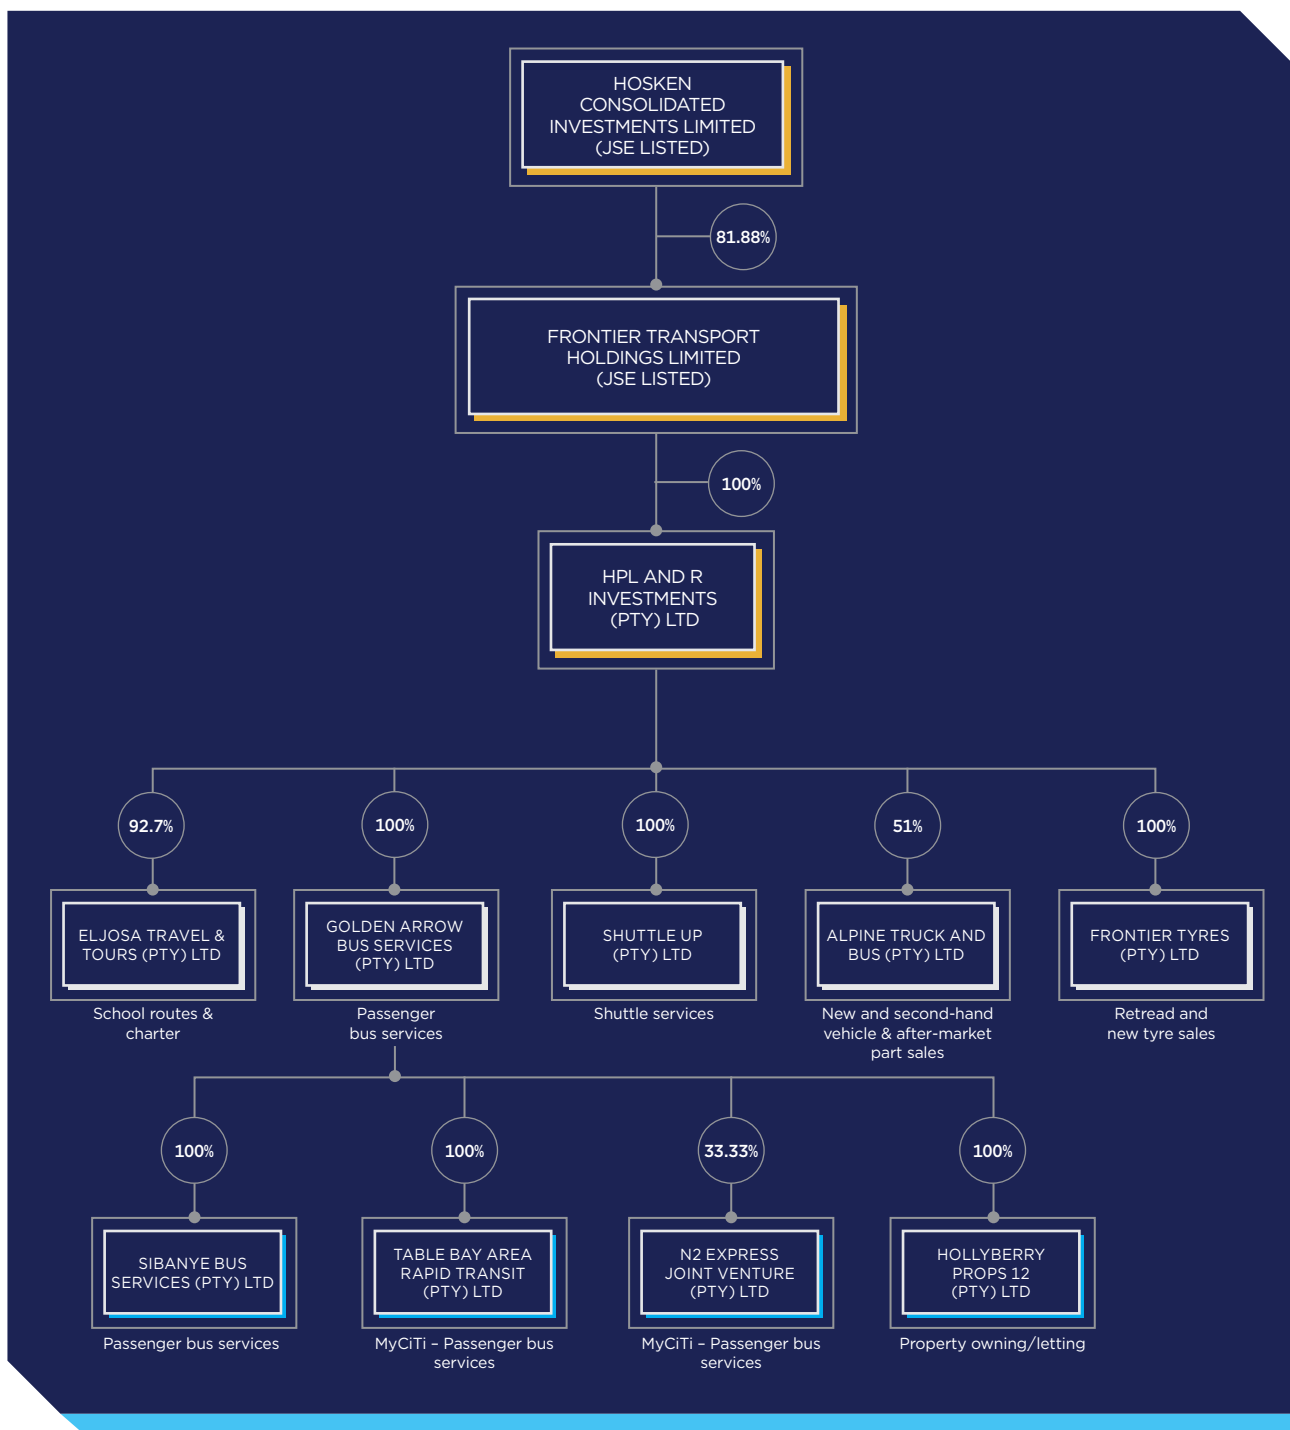 HOSKEN
CONSOLIDATED
INVESTMENTS LIMITED
(JSE LISTED)
81.88%
FRONTIER TRANSPORT
HOLDINGS LIMITED
(JSE LISTED)
100%
HPL AND R
INVESTMENTS
(PTY) LTD
92.7%
100%
100%
51%
100%
ELJOSA TRAVEL &
TOURS (PTY) LTD
School routes &
charter
GOLDEN ARROW
BUS SERVICES
(PTY) LTD
Passenger
bus services
SHUTTLE UP
(PTY) LTD
Shuttle services
ALPINE TRUCK AND
BUS (PTY) LTD
New and second-hand
vehicle & after-market
part sales
FRONTIER TYRES
(PTY) LTD
Retread and
new tyre sales
100%
100%
33.33%
100%
SIBANYE BUS
SERVICES (PTY) LTD
Passenger bus services
TABLE BAY AREA
RAPID TRANSIT
(PTY) LTD
MyCiTi – Passenger bus
services
N2 EXPRESS
JOINT VENTURE
(PTY) LTD
MyCiTi – Passenger bus
services
HOLLYBERRY
PROPS 12
(PTY) LTD
Property owning/letting